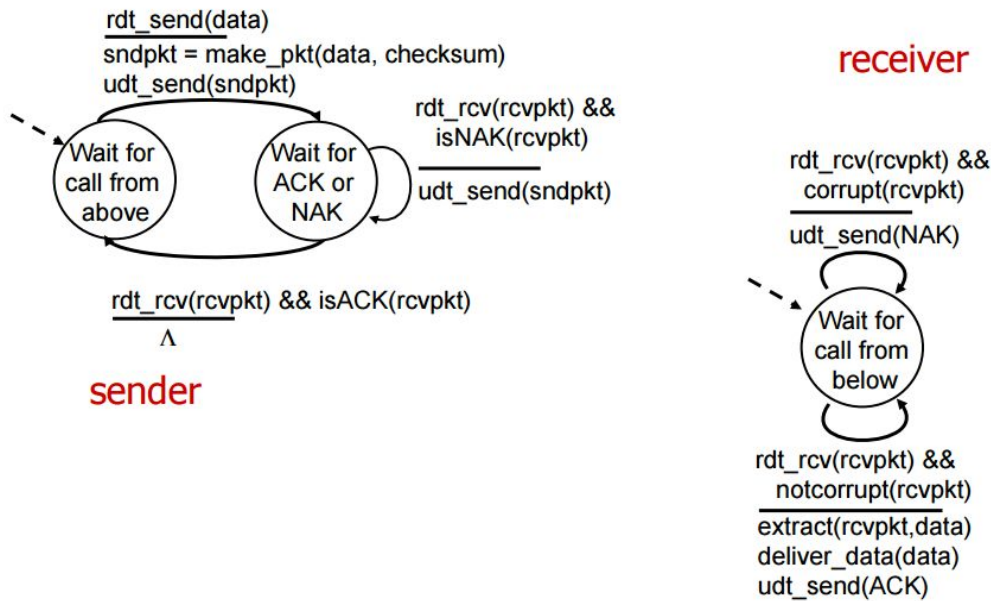 rdt_send(data)
sndpkt = make_pkt(data, checksum)
udt_send(sndpkt)
Wait for
call from
above
Wait for
ACK or
NAK
rdt_rcv(rcvpkt) &&
isNAK(rcvpkt)
udt_send(sndpkt)
rdt_rcv(rcvpkt) && isACK(rcvpkt)
Λ
sender
receiver
rdt_rcv(rcvpkt) &&
corrupt(rcvpkt)
udt_send(NAK)
Wait for
call from
below
rdt_rcv(rcvpkt) &&
notcorrupt(rcvpkt)
extract(rcvpkt,data)
deliver_data(data)
udt_send(ACK)